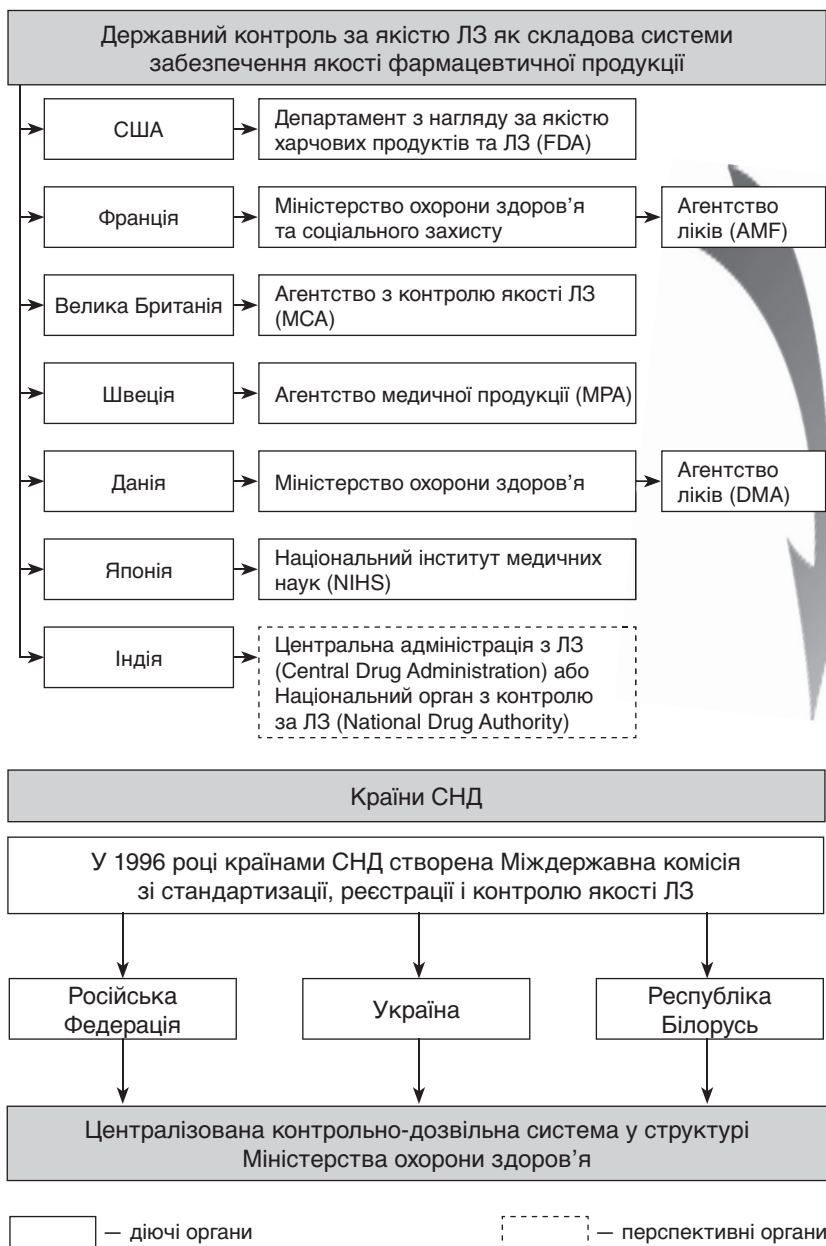 Державний контроль за якістю ЛЗ як складова системи
забезпечення якості фармацевтичної продукції
США
Департамент з нагляду за якістю
харчових продуктів та ЛЗ (FDA)
Франція
Міністерство охорони здоров’я
та соціального захисту
Агентство
ліків (AMF)
Велика Британія
Агентство з контролю якості ЛЗ
(MCA)
Швеція
Агентство медичної продукції (MPA)
Данія
Міністерство охорони здоров’я
Агентство
ліків (DMA)
Японія
Національний інститут медичних
наук (NIHS)
Індія
Центральна адміністрація з ЛЗ
(Central Drug Administration) або
Національний орган з контролю
за ЛЗ (National Drug Authority)
Країни СНД
У 1996 році країнами СНД створена Міждержавна комісія
зі стандартизації, реєстрації і контролю якості ЛЗ
Російська
Федерація
Україна
Республіка
Білорусь
Централізована контрольно-дозвільна система у структурі
Міністерства охорони здоров’я
— діючі органи
— перспективні органи